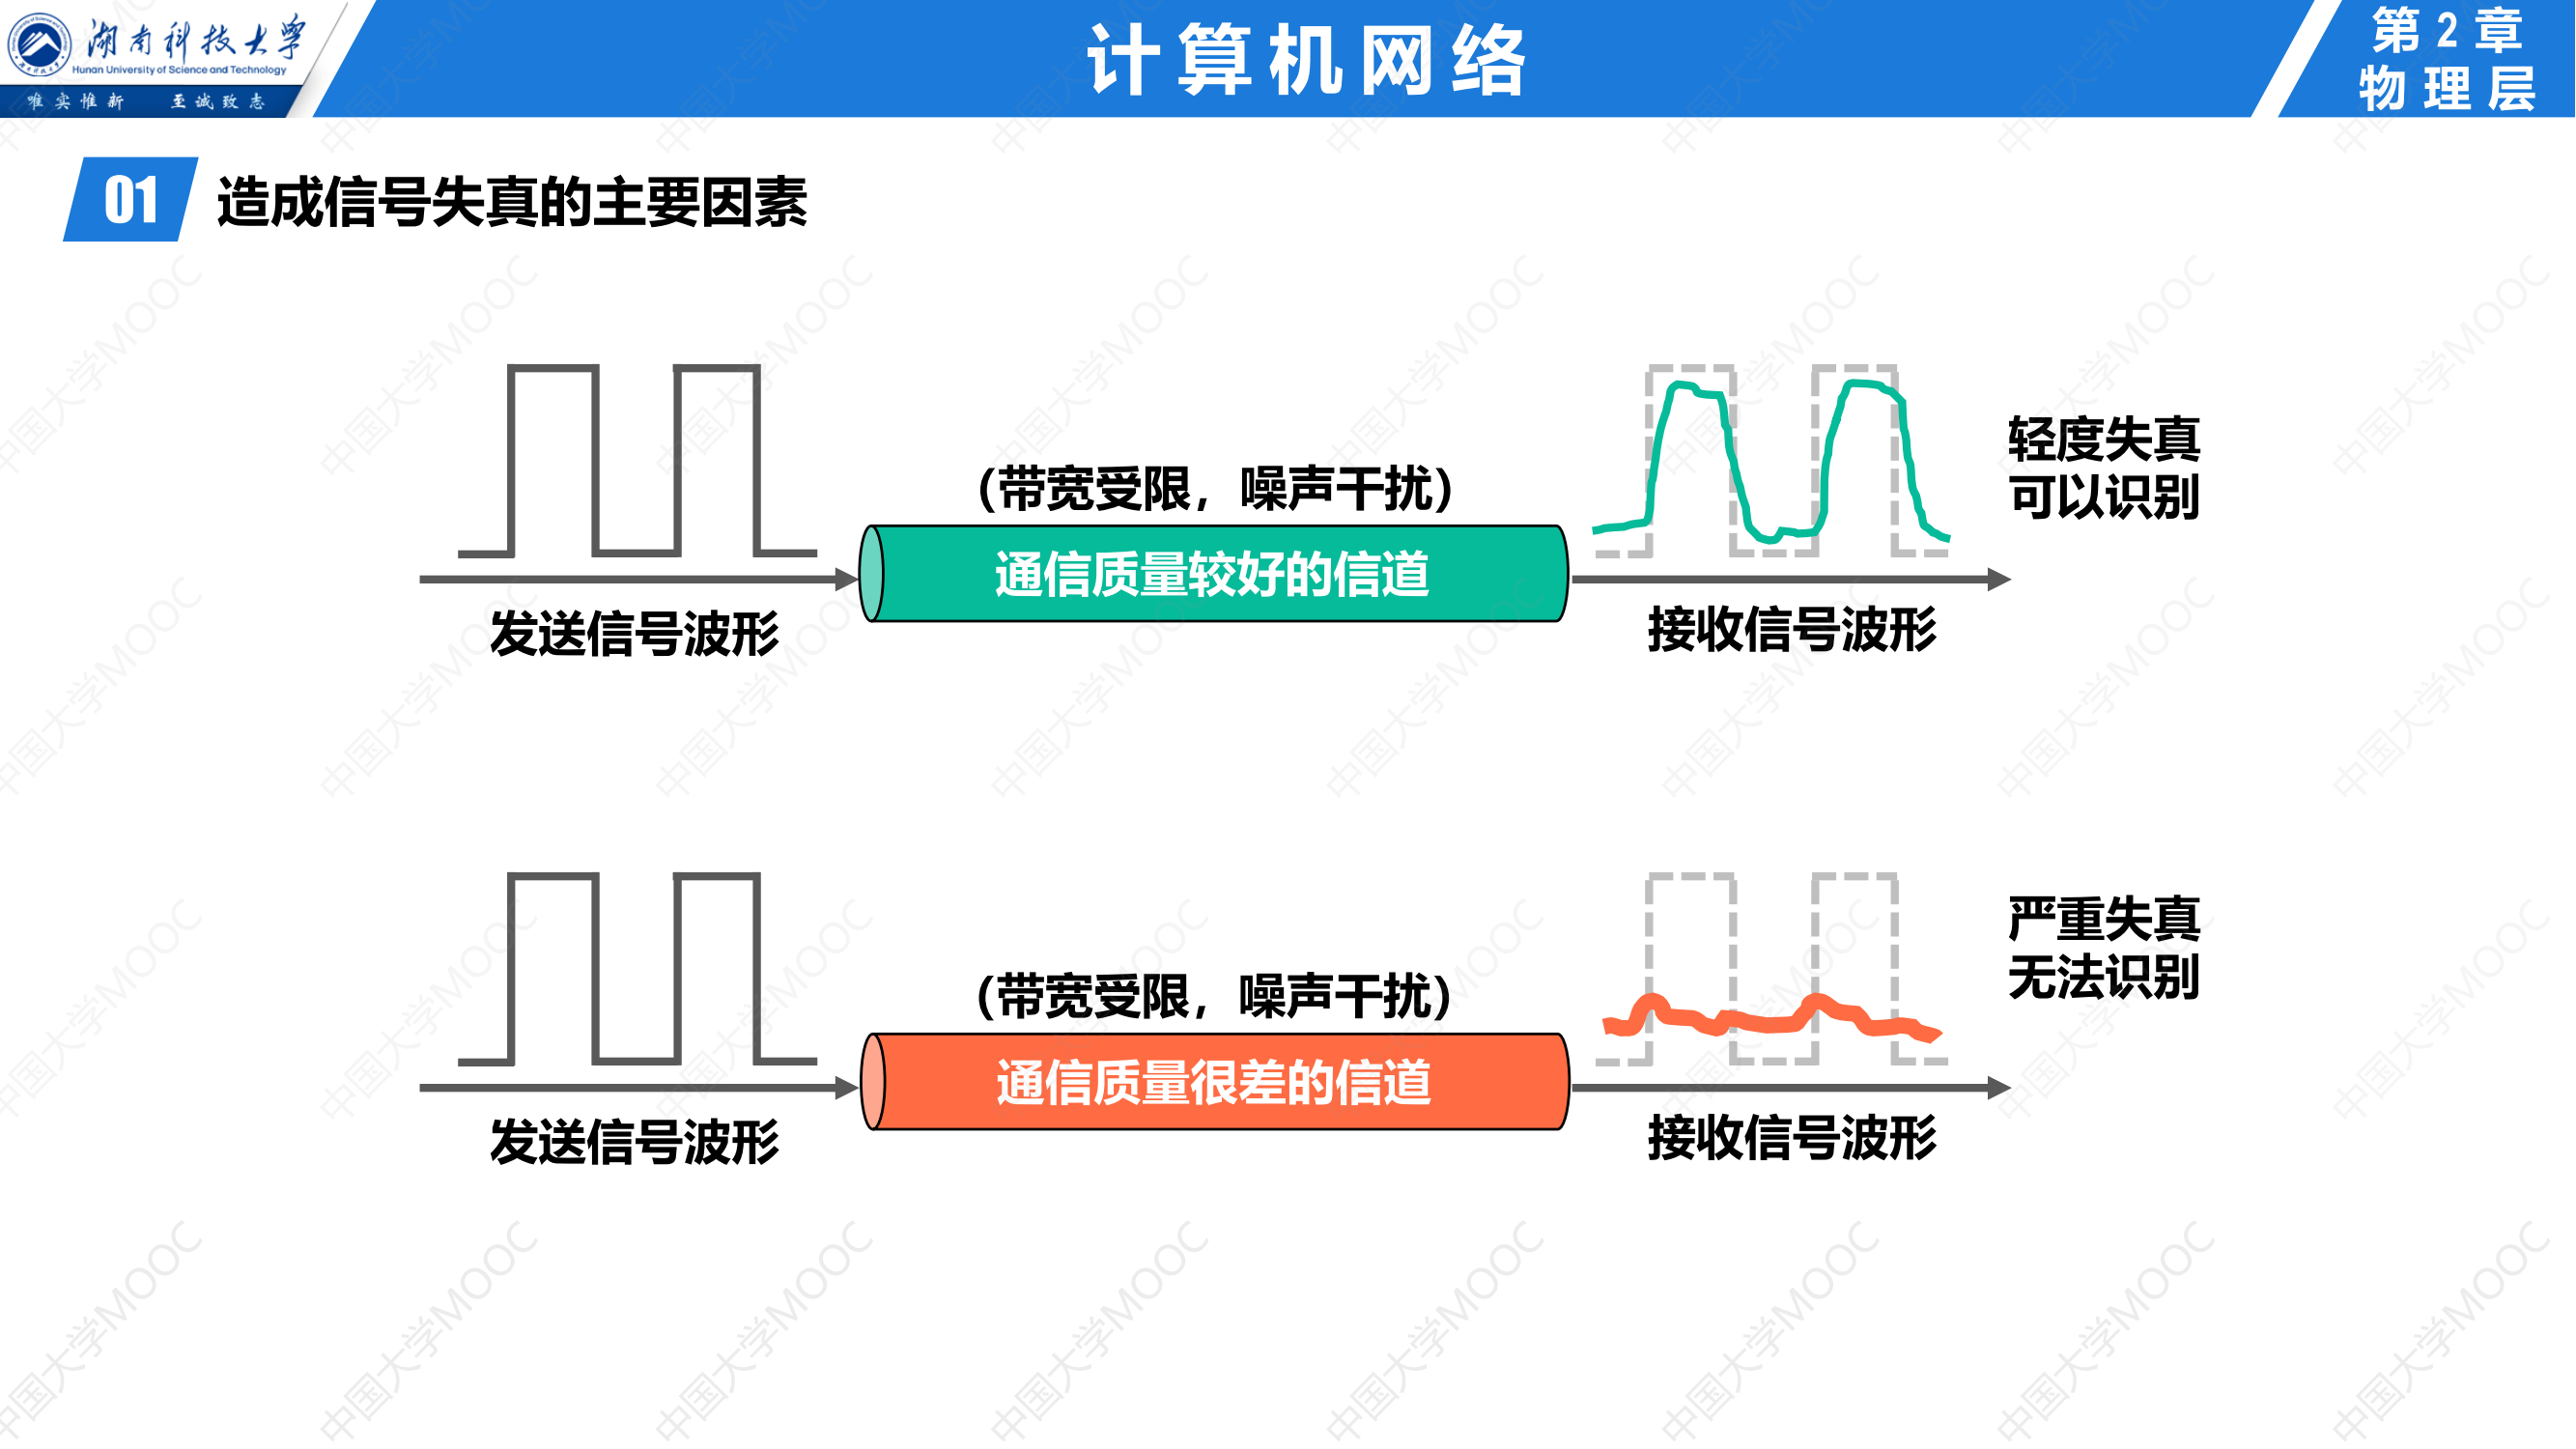 湖南科技大学
Hunan University of Science and Technology
唯实惟新 至诚致志
计算机网络
第2章
物理层
01 造成信号失真的主要因素
(带宽受限，噪声干扰)
通信质量较好的信道
发送信号波形
接收信号波形
轻度失真
可以识别
(带宽受限，噪声干扰)
通信质量很差的信道
发送信号波形
接收信号波形
严重失真
无法识别
中国大学MOOC